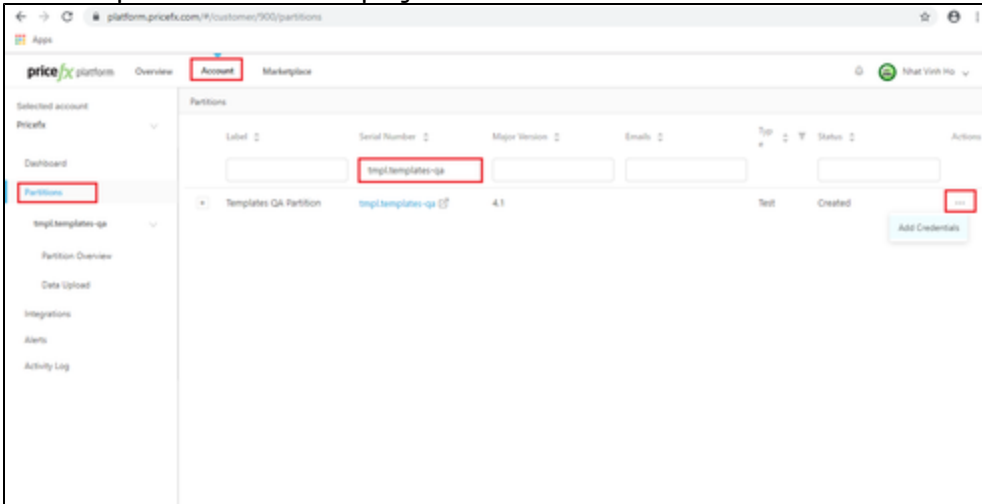 platform.pricefx.com/#/customer/900/partitions
Apps
pricefx platform Overview Account Marketplace Nhat Vinh Ho
Selected account
Pricefx
Dashboard
Partitions
tmpl.templates-qa
Partition Overview
Data Upload
Integrations
Alerts
Activity Log
Partitions
Label Serial Number Major Version Emails Typ
e Status Actions
tmpl.templates-qa
Templates QA Partition tmpl.templates-qa 4.1 Test Created ...
Add Credentials